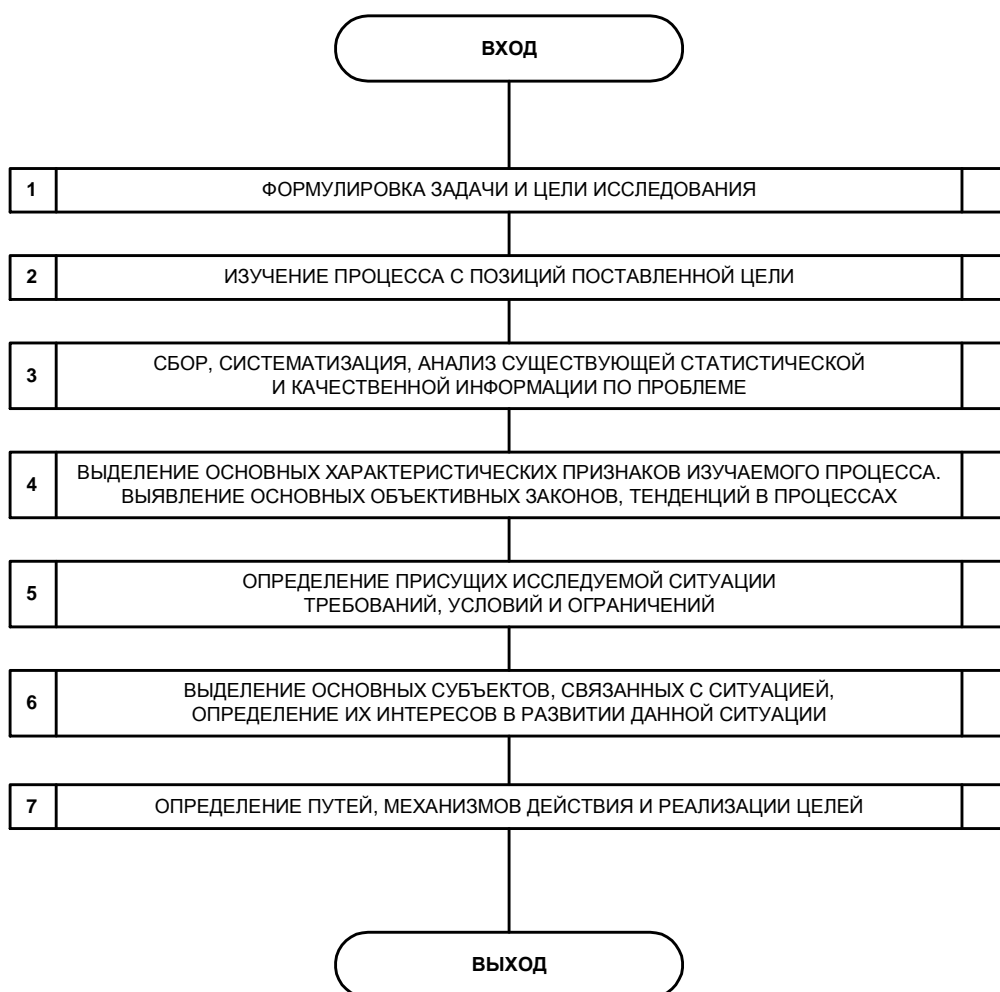 ВХОД
1 ФОРМУЛИРОВКА ЗАДАЧИ И ЦЕЛИ ИССЛЕДОВАНИЯ
2 ИЗУЧЕНИЕ ПРОЦЕССА С ПОЗИЦИЙ ПОСТАВЛЕННОЙ ЦЕЛИ
3 СБОР, СИСТЕМАТИЗАЦИЯ, АНАЛИЗ СУЩЕСТВУЮЩЕЙ СТАТИСТИЧЕСКОЙ
И КАЧЕСТВЕННОЙ ИНФОРМАЦИИ ПО ПРОБЛЕМЕ
4 ВЫДЕЛЕНИЕ ОСНОВНЫХ ХАРАКТЕРИСТИЧЕСКИХ ПРИЗНАКОВ ИЗУЧАЕМОГО ПРОЦЕССА.
ВЫЯВЛЕНИЕ ОСНОВНЫХ ОБЪЕКТИВНЫХ ЗАКОНОВ, ТЕНДЕНЦИЙ В ПРОЦЕССАХ
5 ОПРЕДЕЛЕНИЕ ПРИСУЩИХ ИССЛЕДУЕМОЙ СИТУАЦИИ
ТРЕБОВАНИЙ, УСЛОВИЙ И ОГРАНИЧЕНИЙ
6 ВЫДЕЛЕНИЕ ОСНОВНЫХ СУБЪЕКТОВ, СВЯЗАННЫХ С СИТУАЦИЕЙ,
ОПРЕДЕЛЕНИЕ ИХ ИНТЕРЕСОВ В РАЗВИТИИ ДАННОЙ СИТУАЦИИ
7 ОПРЕДЕЛЕНИЕ ПУТЕЙ, МЕХАНИЗМОВ ДЕЙСТВИЯ И РЕАЛИЗАЦИИ ЦЕЛЕЙ
ВЫХОД